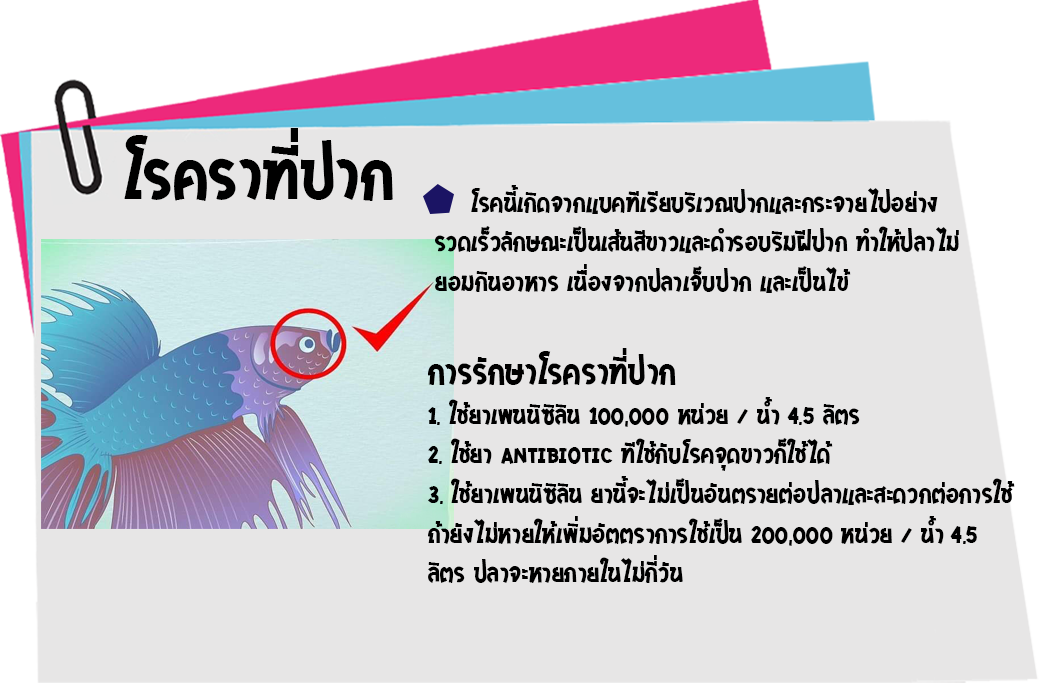 โรคราที่ปาก
โรคนี้เกิดจากแบคทีเรียบริเวณปากและกระจายไปอย่าง
รวดเร็วลักษณะเป็นเส้นสีขาวและดำรอบริมฝีปาก ทำให้ปลาไม่
ยอมกินอาหาร เนื่องจากปลาเจ็บปาก และเป็นไข้
การรักษาโรคราที่ปาก
1. ใช้ยาเพนนิซิลิน 100,000 หน่วย / น้ำ 4.5 ลิตร
2. ใช้ยา ANTIBIOTIC ที่ใช้กับโรคจุดขาวก็ใช้ได้
3. ใช้ยาเพนนิซิลิน ยานี้จะไม่เป็นอันตรายต่อปลาและสะดวกต่อการใช้
ถ้ายังไม่หายให้เพิ่มอัตตราการใช้เป็น 200,000 หน่วย / น้ำ 4.5
ลิตร ปลาจะหายภายในไม่กี่วัน